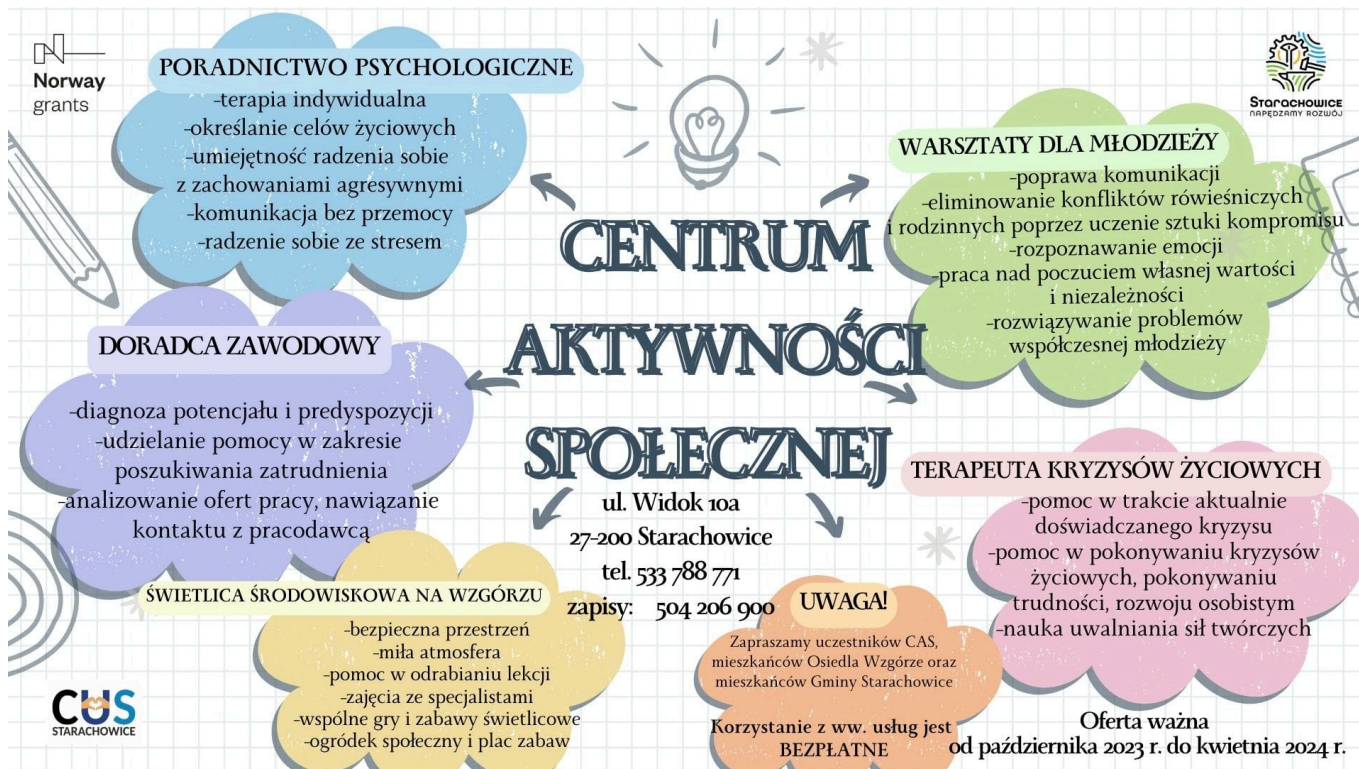 Norway
grants
PORADNICTWO PSYCHOLOGICZNE
-terapia indywidualna
-określanie celów życiowych
-umiejętność radzenia sobie
z zachowaniami agresywnymi
-komunikacja bez przemocy
-radzenie sobie ze stresem
STARACHOWICE
NAPĘDZAMY ROZWÓJ
WARSZTATY DLA MŁODZIEŻY
-poprawa komunikacji
-eliminowanie konfliktów rówieśniczych
i rodzinnych poprzez uczenie sztuki kompromisu
-rozpoznawanie emocji
-praca nad poczuciem własnej wartości
i niezależności
-rozwiązywanie problemów
współczesnej młodzieży
CENTRUM
AKTYWNOŚCI
SPOŁECZNEJ
ul. Widok 10a
27-200 Starachowice
tel. 533 788 771
zapisy: 504 206 900
DORADCA ZAWODOWY
-diagnoza potencjału i predyspozycji
-udzielanie pomocy w zakresie
poszukiwania zatrudnienia
-analizowanie ofert pracy, nawiązanie
kontaktu z pracodawcą
TERAPEUTA KRYZYSÓW ŻYCIOWYCH
-pomoc w trakcie aktualnie
doświadczanego kryzysu
-pomoc w pokonywaniu kryzysów
życiowych, pokonywaniu
trudności, rozwoju osobistym
-nauka uwalniania sił twórczych
ŚWIETLICA ŚRODOWISKOWA NA WZGÓRZU
-bezpieczna przestrzeń
-miła atmosfera
-pomoc w odrabianiu lekcji
-zajęcia ze specjalistami
-wspólne gry i zabawy świetlicowe
-ogródek społeczny i plac zabaw
UWAGA!
Zapraszamy uczestników CAS,
mieszkańców Osiedla Wzgórze oraz
mieszkańców Gminy Starachowice
Korzystanie z ww. usług jest
BEZPŁATNE
CUS
STARACHOWICE
Oferta ważna
od października 2023 r. do kwietnia 2024 r.